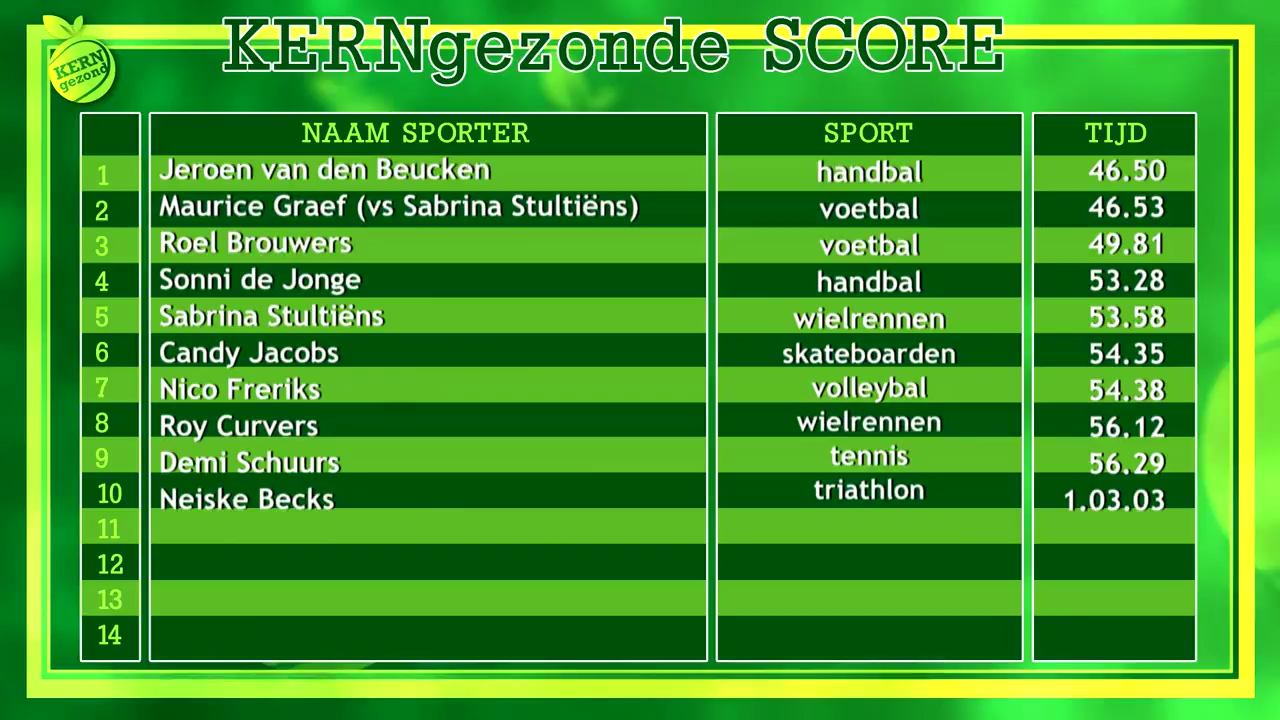 KERNgezonde SCORE
KERN
gezond
NAAM SPORTER SPORT TIJD
1 Jeroen van den Beucken handbal 46.50
2 Maurice Graef (vs Sabrina Stultiëns) voetbal 46.53
3 Roel Brouwers voetbal 49.81
4 Sonni de Jonge handbal 53.28
5 Sabrina Stultiëns wielrennen 53.58
6 Candy Jacobs skateboarden 54.35
7 Nico Freriks volleybal 54.38
8 Roy Curvers wielrennen 56.12
9 Demi Schuurs tennis 56.29
10 Neiske Becks triathlon 1.03.03
11
12
13
14